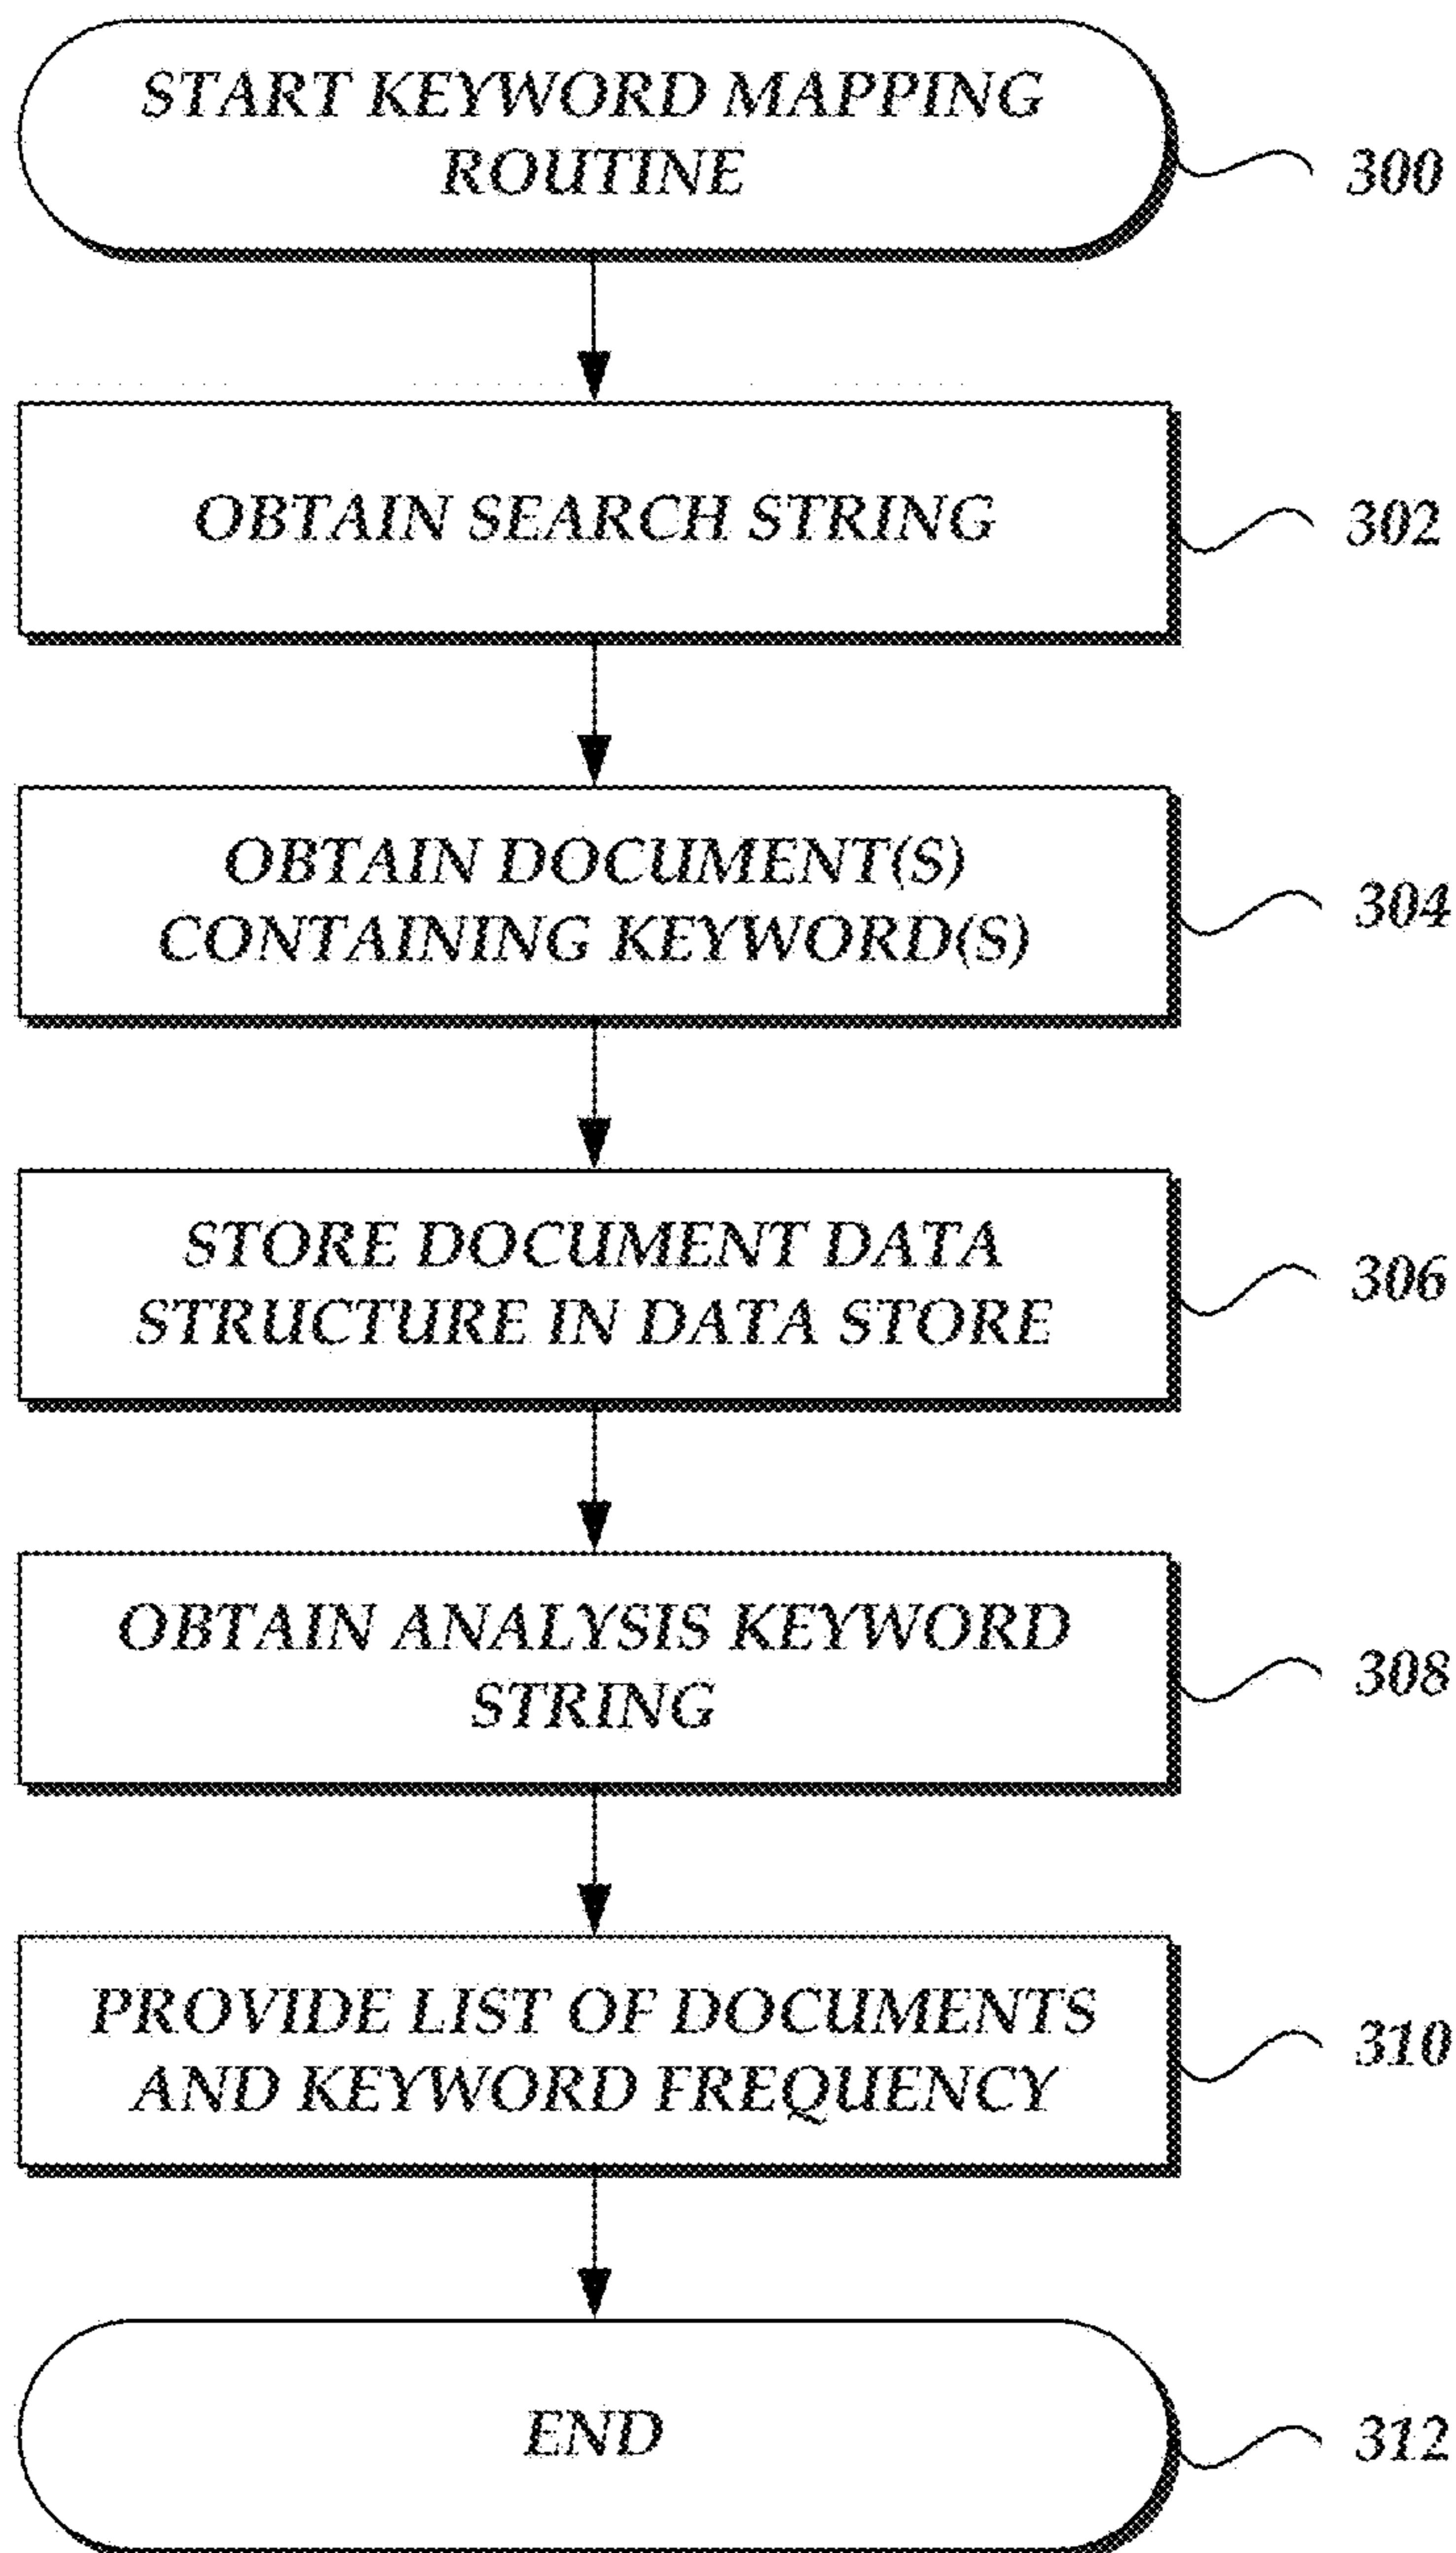 START KEYWORD MAPPING
ROUTINE
300
OBTAIN SEARCH STRING
302
OBTAIN DOCUMENT(S)
CONTAINING KEYWORD(S)
304
STORE DOCUMENT DATA
STRUCTURE IN DATA STORE
306
OBTAIN ANALYSIS KEYWORD
STRING
308
PROVIDE LIST OF DOCUMENTS
AND KEYWORD FREQUENCY
310
END
312